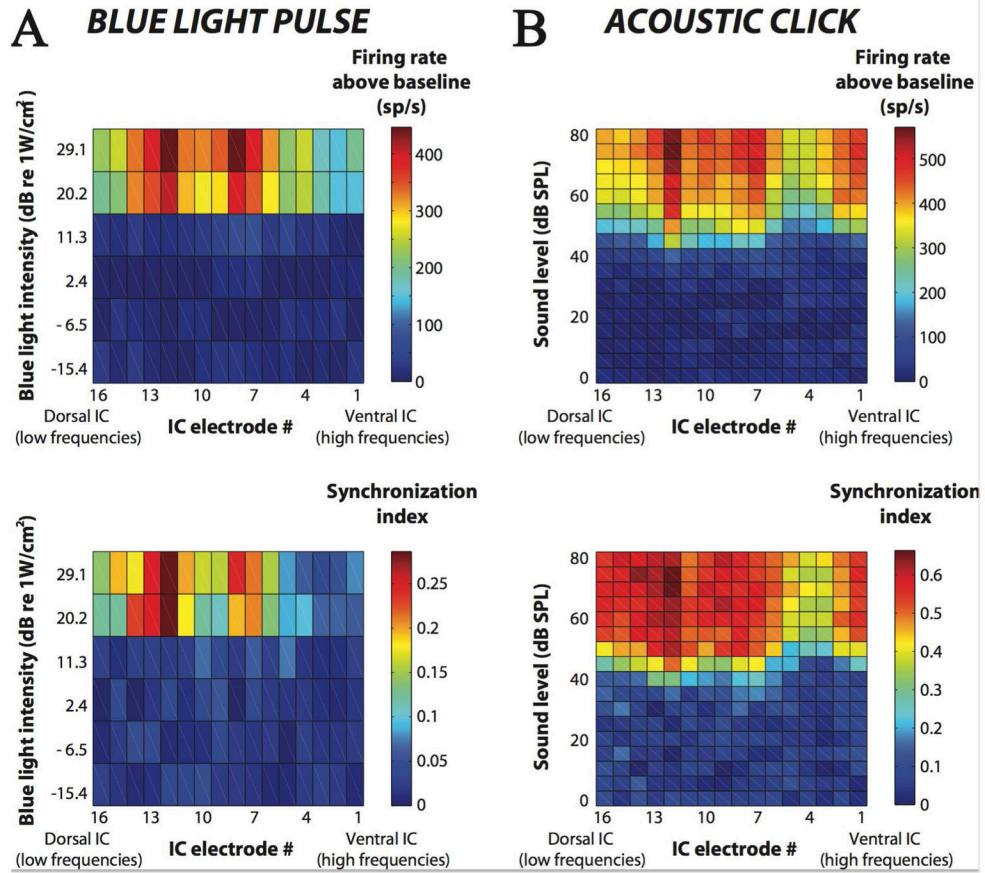 A
BLUE LIGHT PULSE
Firing rate
above baseline
(sp/s)
Blue light intensity (dB re 1W/cm²)
29.1
20.2
11.3
2.4
- 6.5
-15.4
400
300
200
100
0
16 13 10 7 4 1
Dorsal IC
(low frequencies)
IC electrode #
Ventral IC
(high frequencies)
B
ACOUSTIC CLICK
Firing rate
above baseline
(sp/s)
Sound level (dB SPL)
80
60
40
20
0
500
400
300
200
100
0
16 13 10 7 4 1
Dorsal IC
(low frequencies)
IC electrode #
Ventral IC
(high frequencies)
Synchronization
index
Blue light intensity (dB re 1W/cm²)
29.1
20.2
11.3
2.4
- 6.5
-15.4
0.25
0.2
0.15
0.1
0.05
0
16 13 10 7 4 1
Dorsal IC
(low frequencies)
IC electrode #
Ventral IC
(high frequencies)
Synchronization
index
Sound level (dB SPL)
80
60
40
20
0
0.6
0.5
0.4
0.3
0.2
0.1
0
16 13 10 7 4 1
Dorsal IC
(low frequencies)
IC electrode #
Ventral IC
(high frequencies)